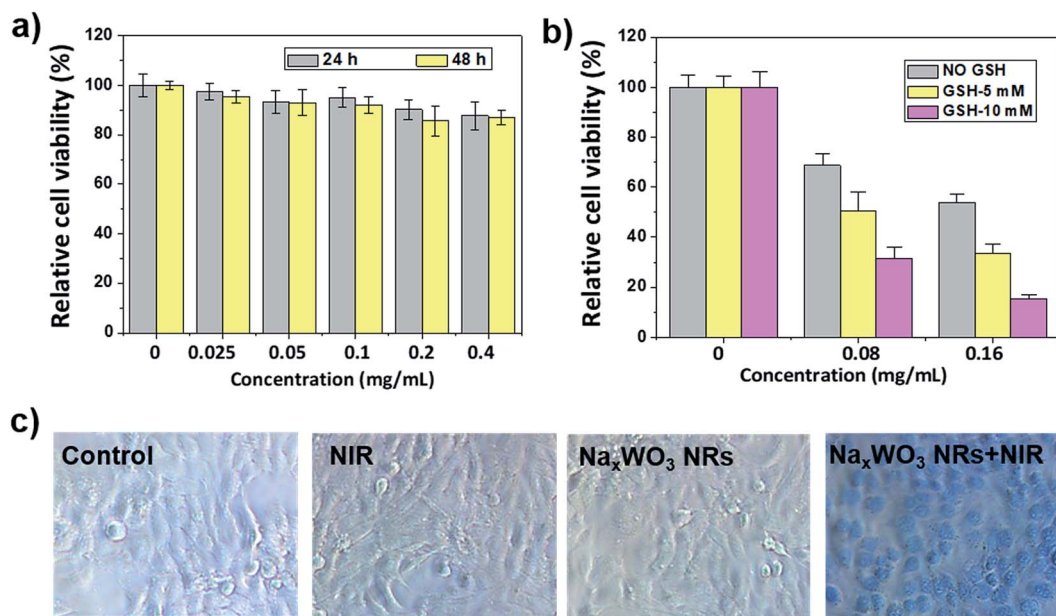 a)
Relative cell viability (%)
120
100
80
60
40
20
0
24 h 48 h
0 0.025 0.05 0.1 0.2 0.4
Concentration (mg/mL)
b)
Relative cell viability (%)
120
100
80
60
40
20
0
NO GSH
GSH-5 mM
GSH-10 mM
0 0.08 0.16
Concentration (mg/mL)
c)
Control
NIR
NaₓWO₃ NRs
NaₓWO₃ NRs+NIR